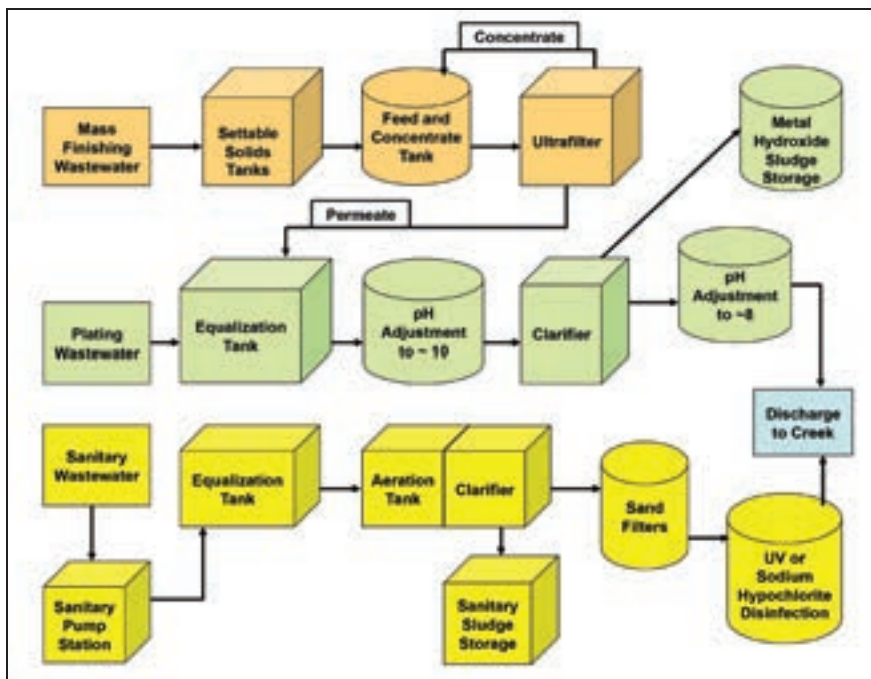 Concentrate
Mass
Finishing
Wastewater
Settable
Solids
Tanks
Feed and
Concentrate
Tank
Ultrafilter
Metal
Hydroxide
Sludge
Storage
Permeate
Plating
Wastewater
Equalization
Tank
pH
Adjustment
to ~ 10
Clarifier
pH
Adjustment
to ~8
Discharge
to Creek
Sanitary
Wastewater
Equalization
Tank
Aeration
Tank
Clarifier
Sand
Filters
UV or
Sodium
Hypochlorite
Disinfection
Sanitary
Pump
Station
Sanitary
Sludge
Storage